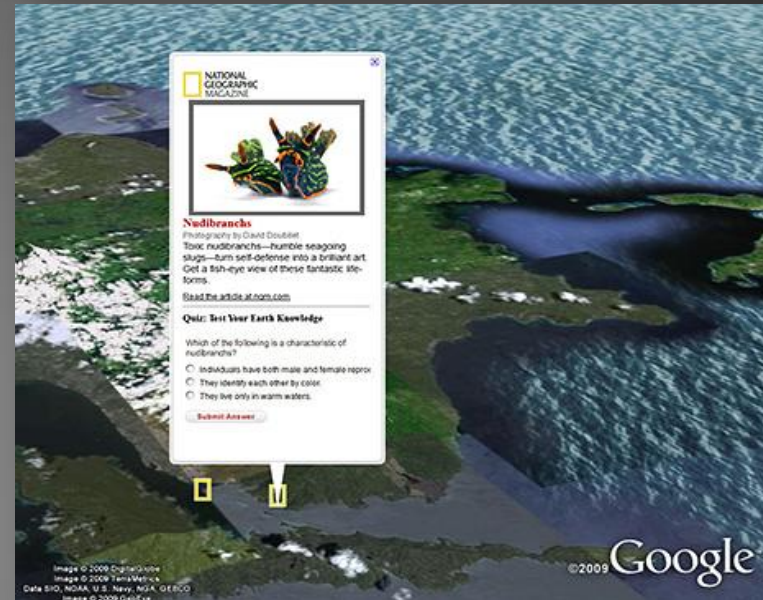 NATIONAL
GEOGRAPHIC
MAGAZINE
Nudibranchs
Photography by David Doubilet
Toxic nudibranchs—humble seagoing
slugs—turn self-defense into a brilliant art.
Get a fish-eye view of these fantastic life-
forms.
Read the article at ngm.com
Quiz: Test Your Earth Knowledge
Which of the following is a characteristic of
nudibranchs?
Individuals have both male and female repro
They identify each other by color.
They live only in warm waters.
Submit Answer
Image © 2009 DigitalGlobe
Image © 2009 TerraMetrics
Data SIO, NOAA, U.S. Navy, NGA, GEBCO
Image © 2009
©2009 Google